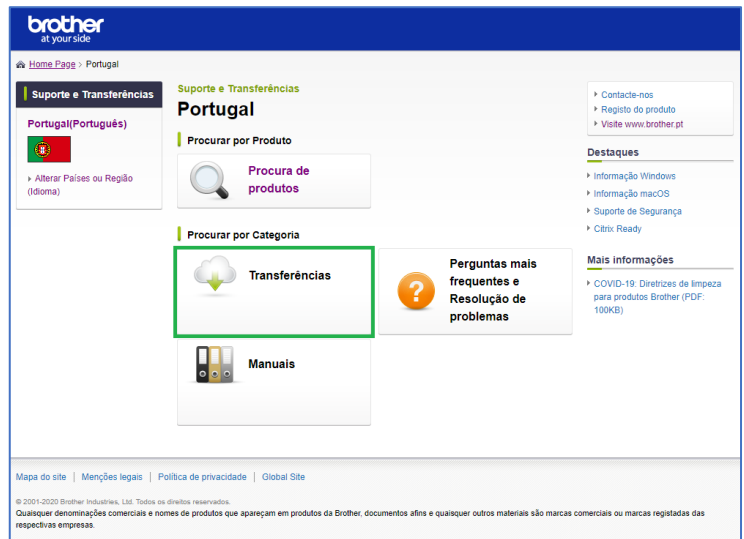 brother
at your side
Home Page > Portugal
Suporte e Transferências
Portugal(Português)
Alterar Países ou Região
(Idioma)
Suporte e Transferências
Portugal
Procurar por Produto
Procura de
produtos
Procurar por Categoria
Transferências
Perguntas mais
frequentes e
Resolução de
problemas
Manuais
Contacte-nos
Registo do produto
Visite www.brother.pt
Destaques
Informação Windows
Informação macOS
Suporte de Segurança
Citrix Ready
Mais informações
COVID-19: Diretrizes de limpeza
para produtos Brother (PDF:
100KB)
Mapa do site | Menções legais | Política de privacidade | Global Site
© 2001-2020 Brother Industries, Ltd. Todos os direitos reservados.
Quaisquer denominações comerciais e nomes de produtos que apareçam em produtos da Brother, documentos afins e quaisquer outros materiais são marcas comerciais ou marcas registadas das
respectivas empresas.